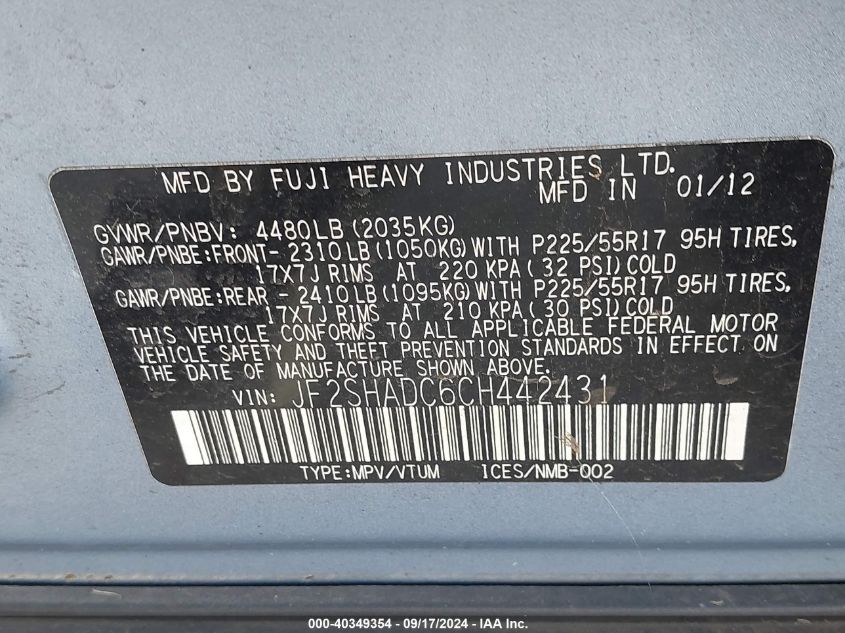 MFD BY FUJI HEAVY INDUSTRIES LTD.
MFD IN 01/12
GVWR/PNBV: 4480LB(2035KG)
GAWR/PNBE:FRONT- 2310LB(1050KG)WITH P225/55R17 95H TIRES,
17X7J RIMS AT 220 KPA( 32 PSI)COLD
GAWR/PNBE:REAR - 2410LB(1095KG)WITH P225/55R17 95H TIRES,
17X7J RIMS AT 210 KPA( 30 PSI)COLD
THIS VEHICLE CONFORMS TO ALL APPLICABLE FEDERAL MOTOR
VEHICLE SAFETY AND THEFT PREVENTION STANDARDS IN EFFECT ON
THE DATE OF MANUFACTURE SHOWN ABOVE.
VIN: JF2SHADC6CH442431
TYPE:MPV/VTUM ICES/NMB-002
000-40349354 - 09/17/2024 - IAA Inc.